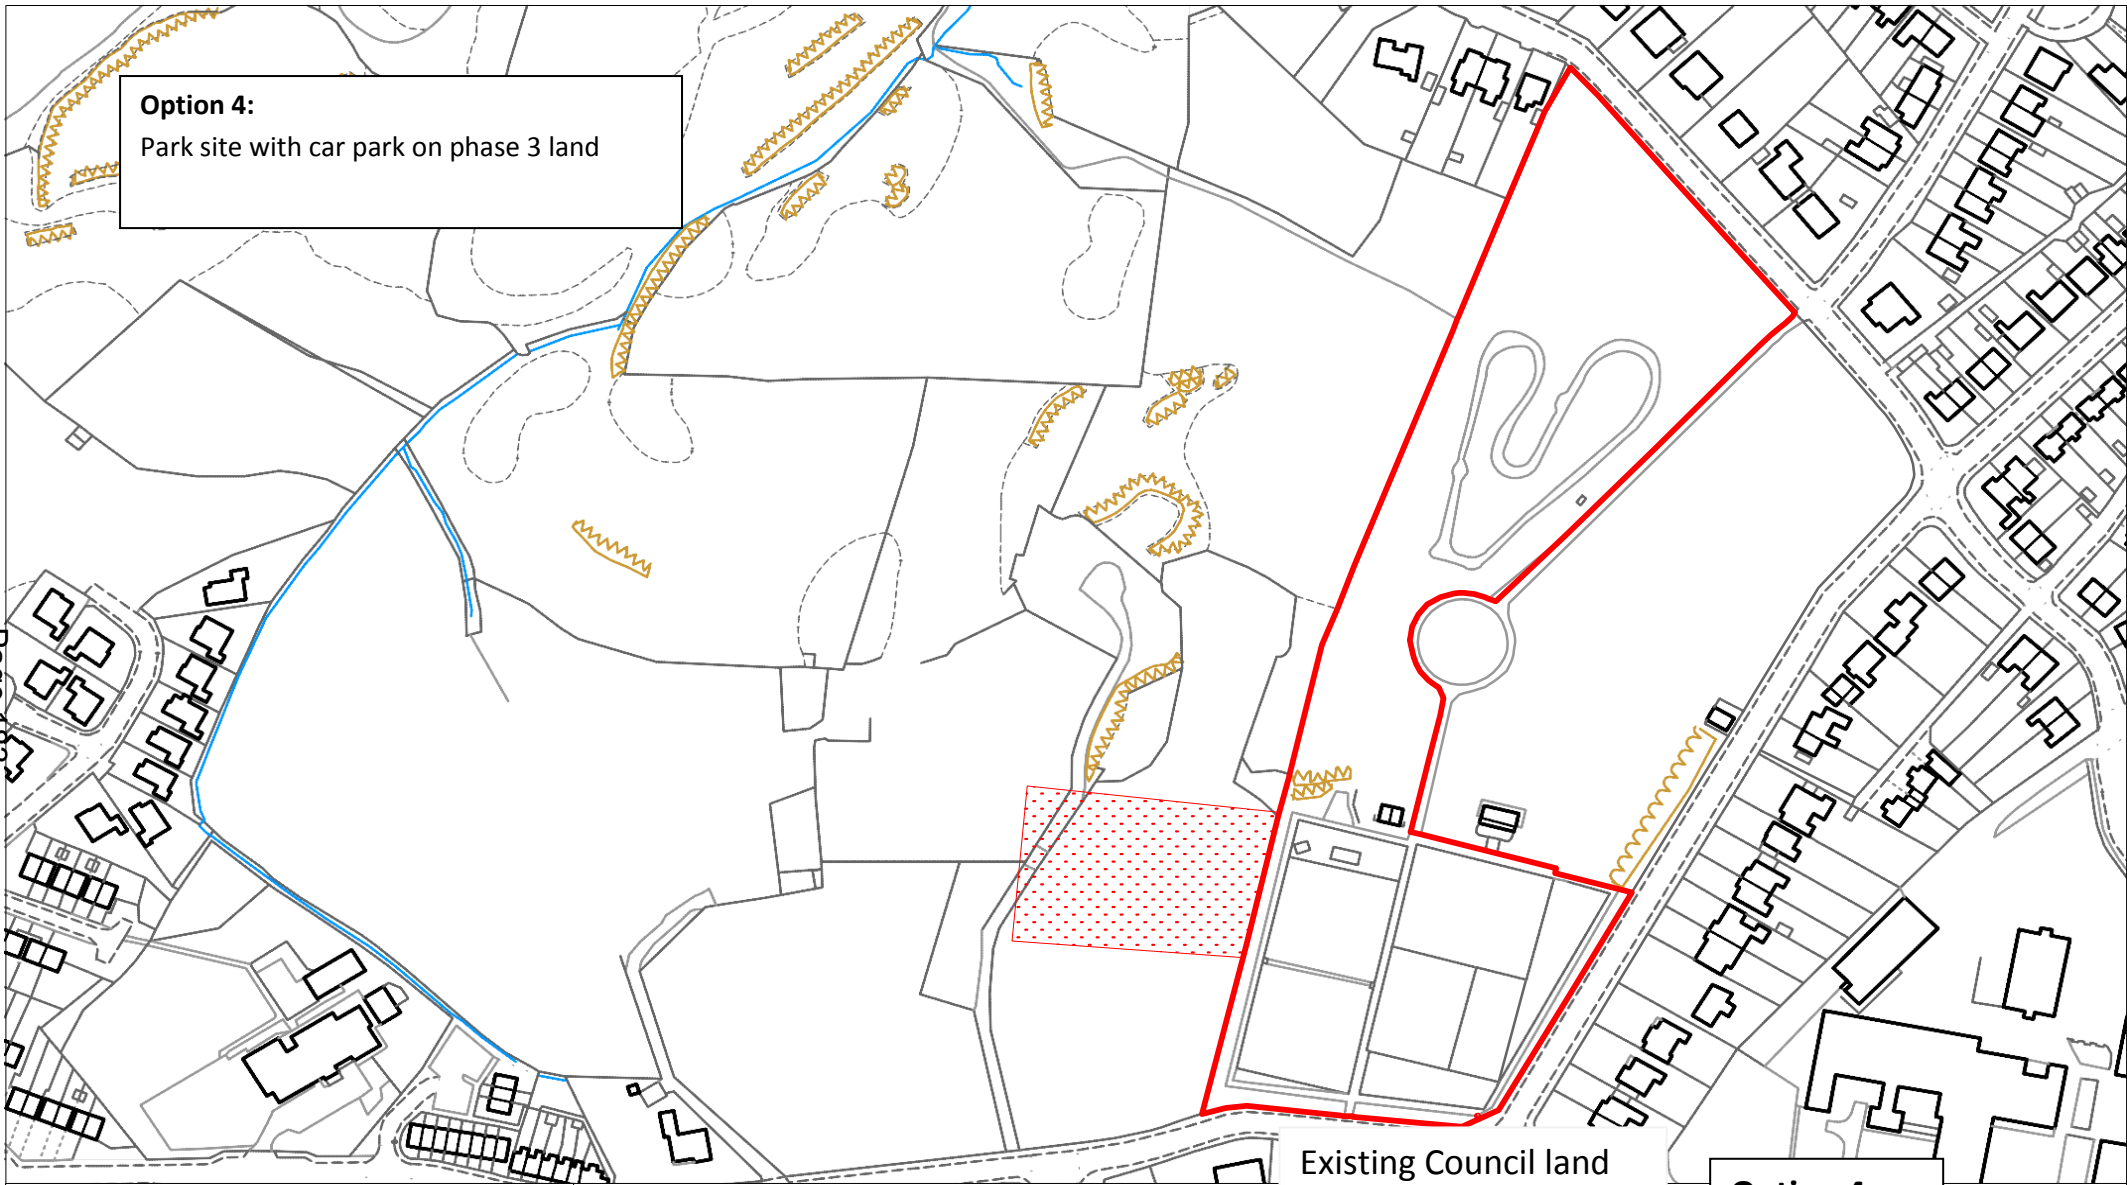 Option 4:
Park site with car park on phase 3 land
Existing Council land